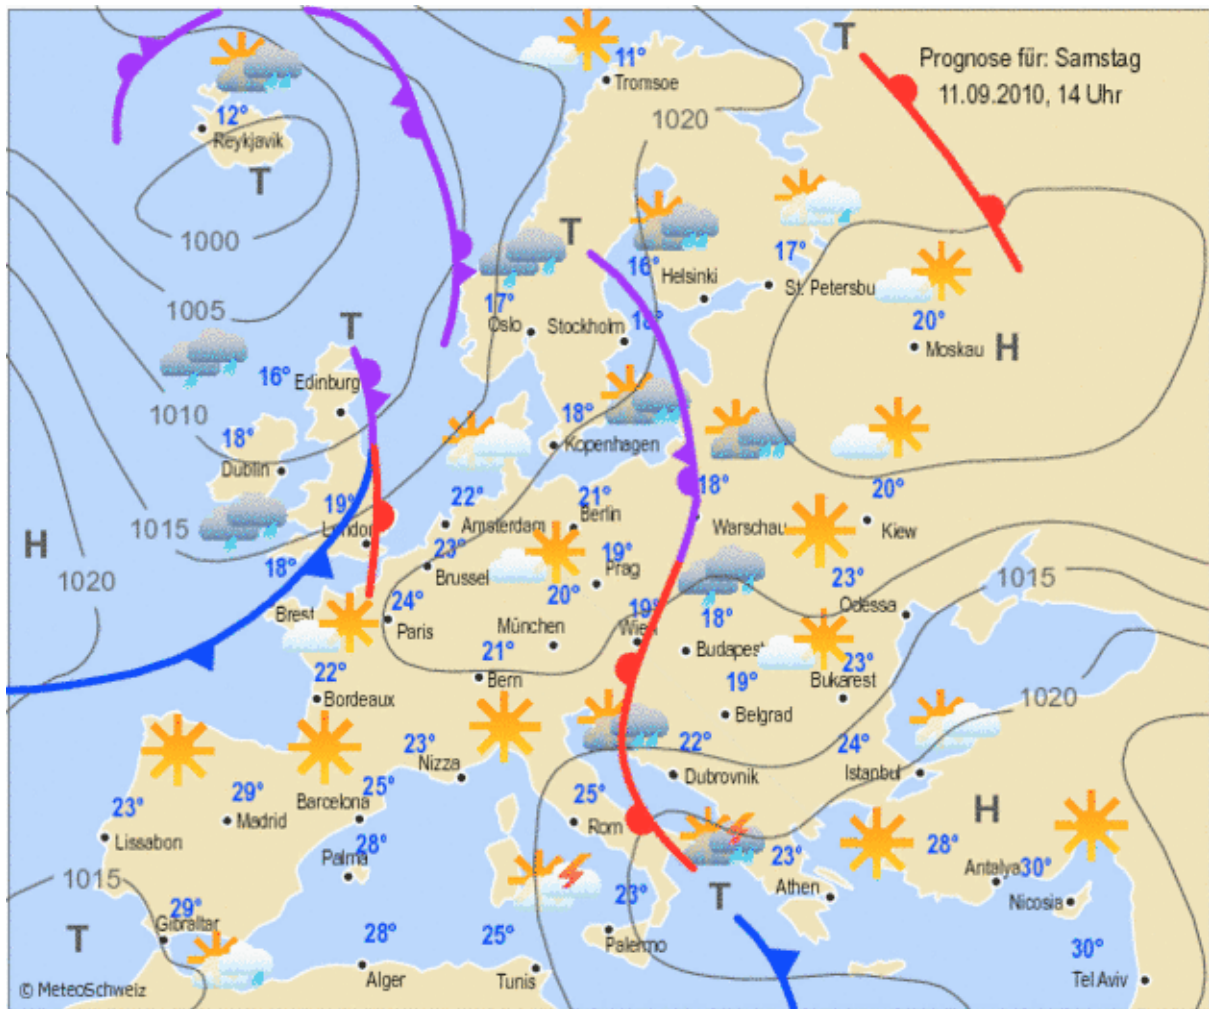 T
Prognose für: Samstag
11.09.2010, 14 Uhr
11°
Tromsoe
1020
12°
Reykjavik
T
1000
T
16°
17°
Helsinki
St. Petersbu
17°
Oslo
Stockholm
18°
20°
Moskau
H
1005
T
16°
Edinburg
1010
18°
Dublin
18°
Kopenhagen
1015
19°
London
22°
Amsterdam
21°
Berlin
18°
Warschau
20°
Kiew
H
1020
18°
Brest
23°
Brussel
19°
Prag
20°
München
24°
Paris
19°
Wien
18°
Budapest
23°
Odessa
1015
22°
Bordeaux
21°
Bern
19°
Belgrad
23°
Bukarest
1020
23°
Nizza
22°
Dubrovnik
24°
Istanbul
23°
Lissabon
29°
Madrid
Barcelona
25°
25°
Rom
H
28°
Palma
23°
Athen
28°
Antalya
30°
Nicosia
1015
T
29°
Gibraltar
28°
Alger
25°
Tunis
23°
Palermo
T
30°
Tel Aviv
© MeteoSchweiz